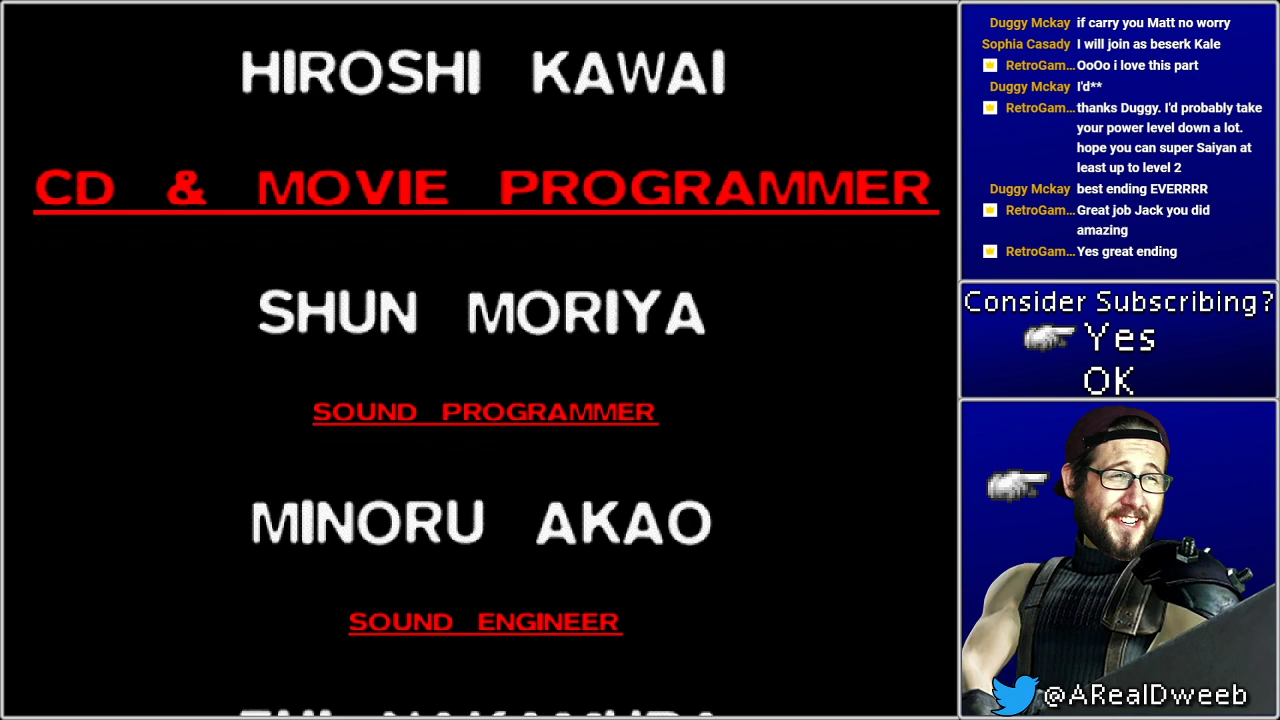 HIROSHI KAWAI
CD & MOVIE PROGRAMMER
SHUN MORIYA
SOUND PROGRAMMER
MINORU AKAO
SOUND ENGINEER
Duggy Mckay if carry you Matt no worry
Sophia Casady I will join as beserk Kale
RetroGam... OoOo i love this part
Duggy Mckay I'd**
RetroGam... thanks Duggy. I'd probably take
your power level down a lot.
hope you can super Saiyan at
least up to level 2
Duggy Mckay best ending EVERRRR
RetroGam... Great job Jack you did
amazing
RetroGam... Yes great ending
Consider Subscribing?
Yes
OK
@ARealDweeb